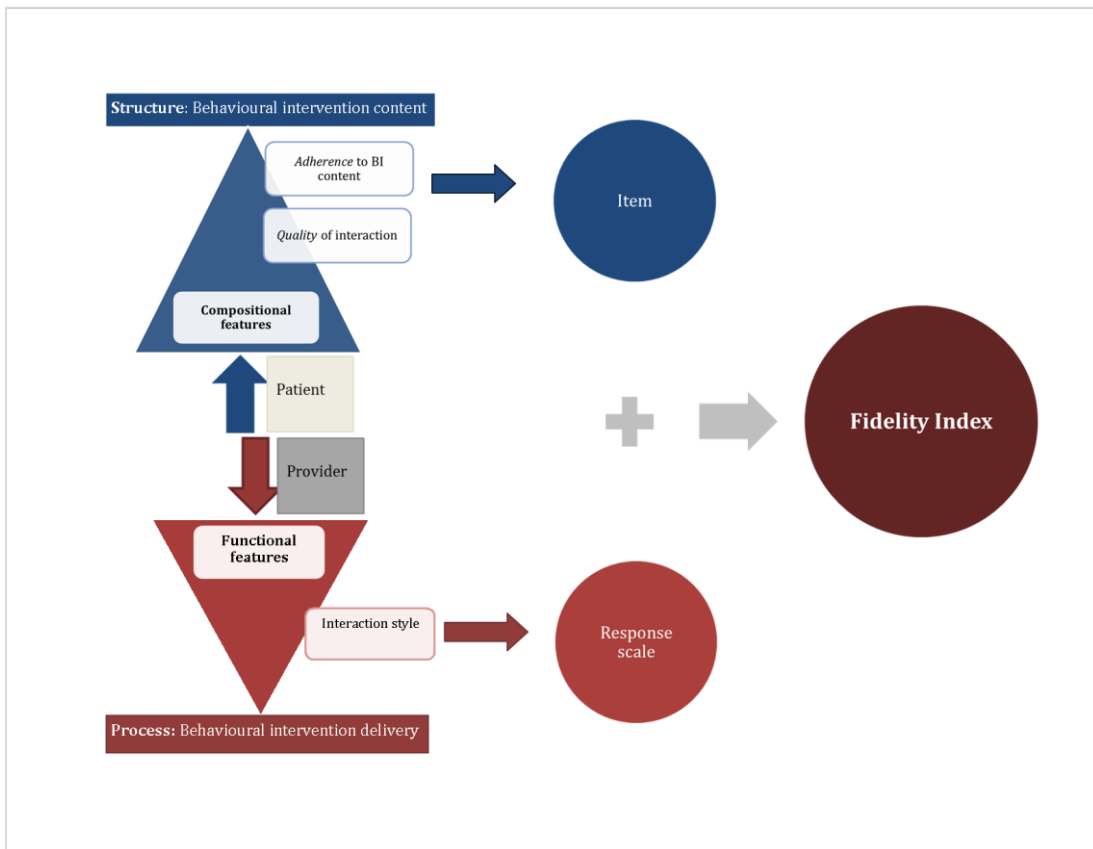 Structure: Behavioural intervention content
Adherence to BI
content
Quality of interaction
Item
Compositional
features
Patient
Provider
Fidelity Index
Functional
features
Interaction style
Response
scale
Process: Behavioural intervention delivery